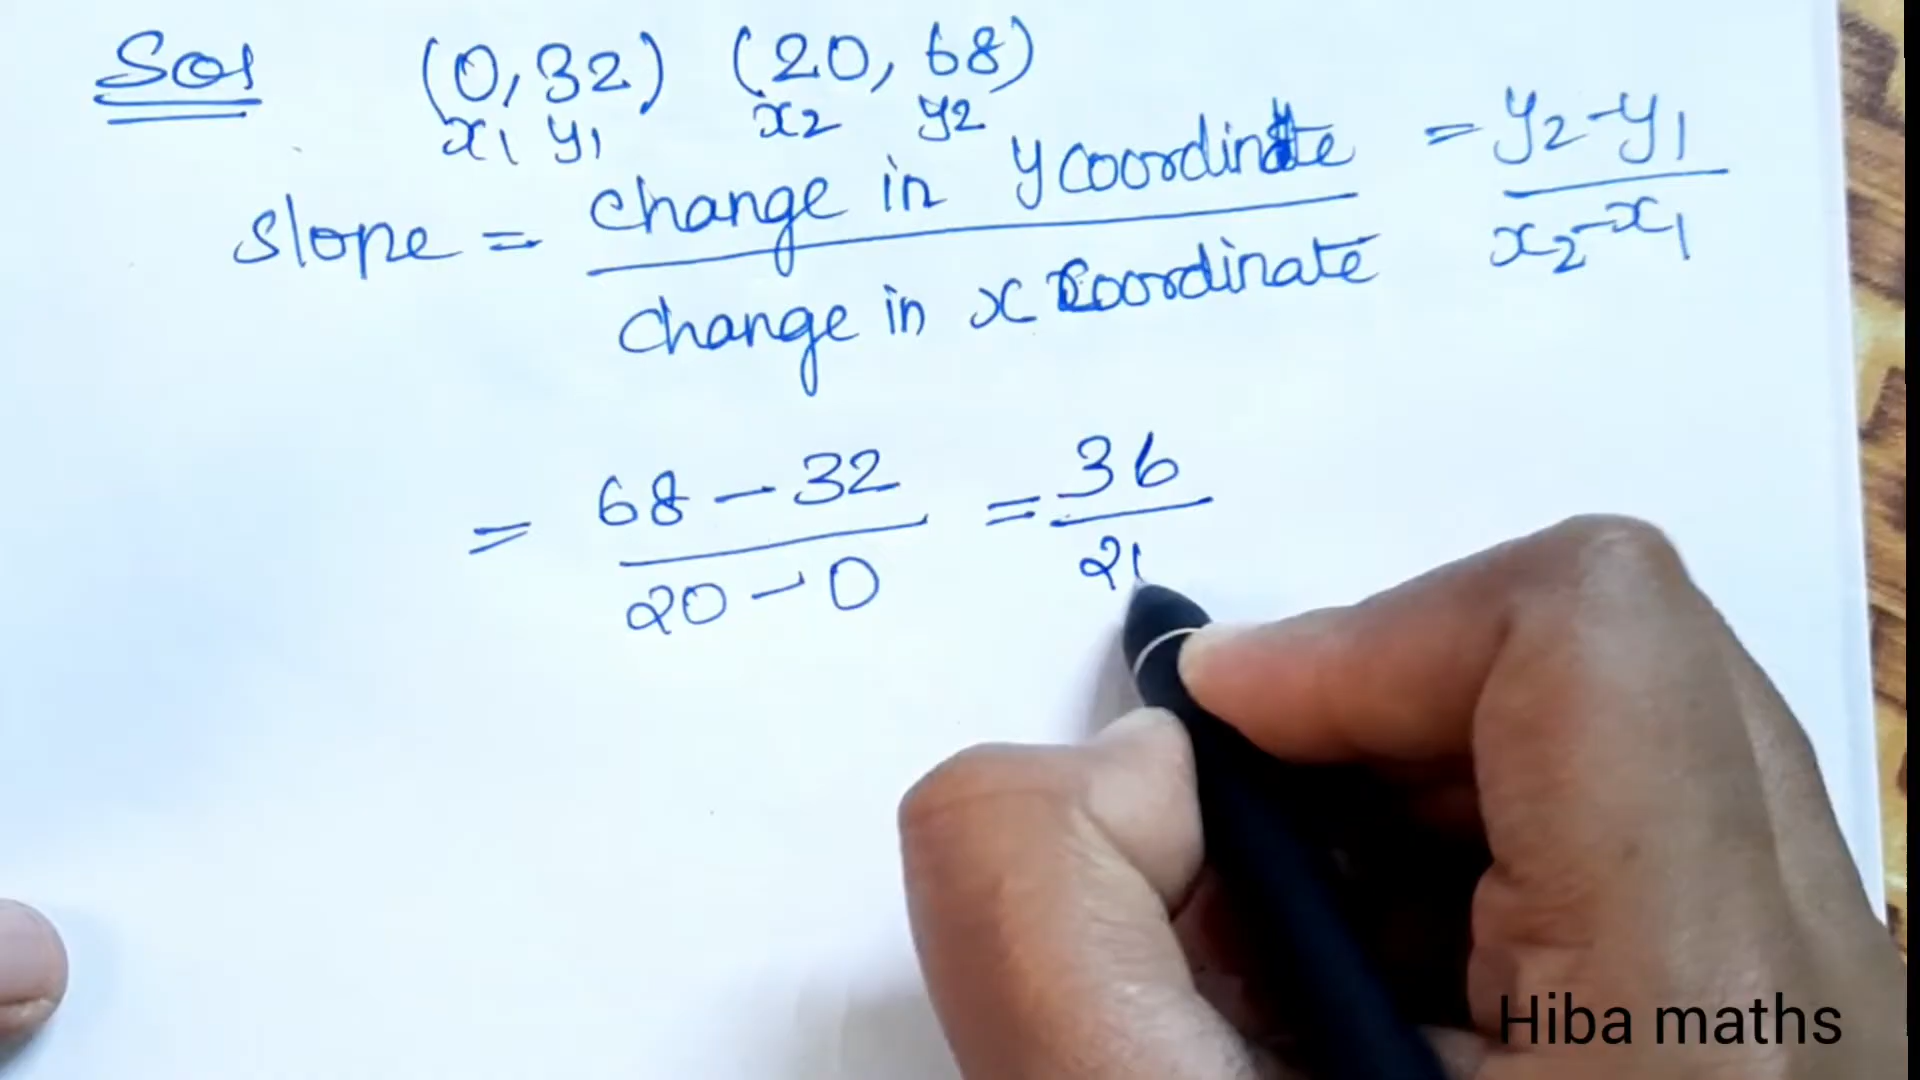 Sol (0,32) (20, 68)
x1 y1 x2 y2
slope = change in y coordinate / change in x coordinate = y2-y1 / x2-x1
= 68-32 / 20-0 = 36 / 2
Hiba maths